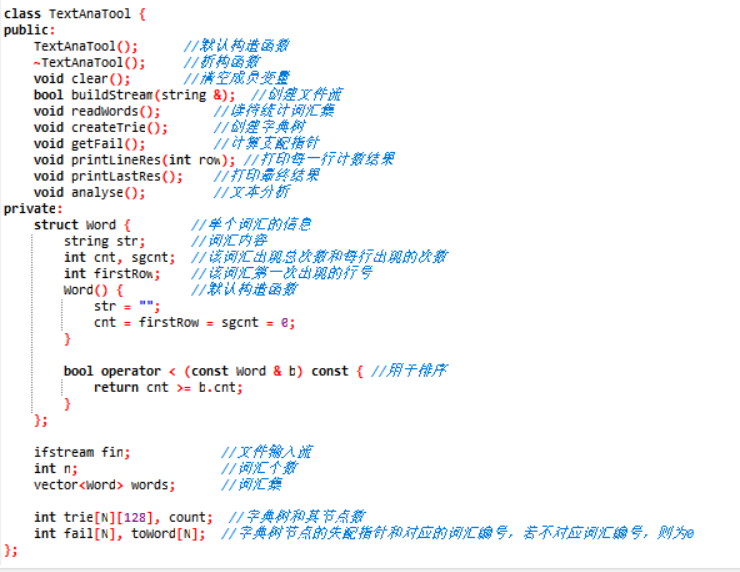 class TextAnaTool {
public:
    TextAnaTool();      //默认构造函数
    ~TextAnaTool();     //析构函数
    void clear();       //清空成员变量
    bool buildStream(string &);  //创建文件流
    void readWords();       //读待统计词汇集
    void createTrie();      //创建字典树
    void getFail();         //计算失配指针
    void printLineRes(int row); //打印每一行计数结果
    void printLastRes();    //打印最终结果
    void analyse();         //文本分析
private:
    struct Word {        //单个词汇的信息
        string str;      //词汇内容
        int cnt, sgcnt;  //该词汇出现总次数和每行出现的次数
        int firstRow;    //该词汇第一次出现的行号
        Word() {         //默认构造函数
            str = "";
            cnt = firstRow = sgcnt = 0;
        }
        bool operator < (const Word & b) const { //用于排序
            return cnt >= b.cnt;
        }
    };
    ifstream fin;            //文件输入流
    int n;                   //词汇个数
    vector<Word> words;      //词汇集
    int trie[N][128], count;  //字典树和其节点数
    int fail[N], toWord[N];  //字典树节点的失配指针和对应的词汇编号，若不对应词汇编号，则为0
};